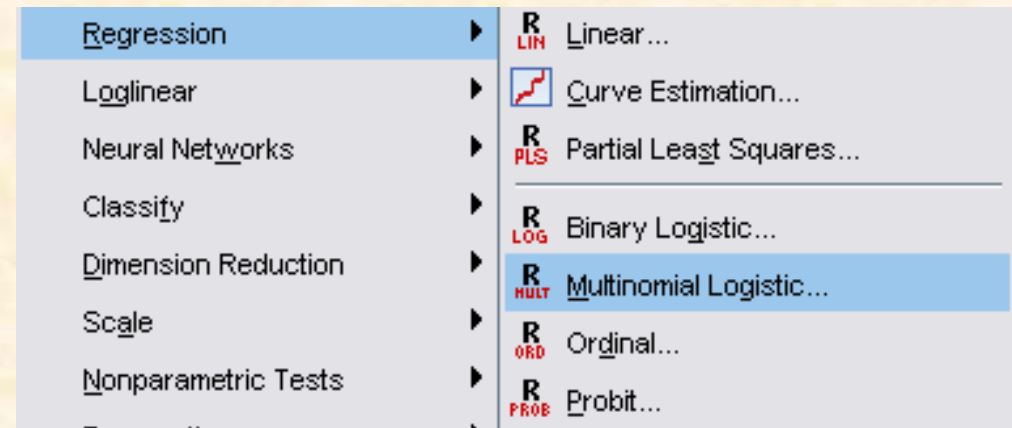 Regression
Loglinear
Neural Networks
Classify
Dimension Reduction
Scale
Nonparametric Tests
R LIN Linear...
Curve Estimation...
R PLS Partial Least Squares...
R LOG Binary Logistic...
R MULT Multinomial Logistic...
R ORD Ordinal...
R PROB Probit...